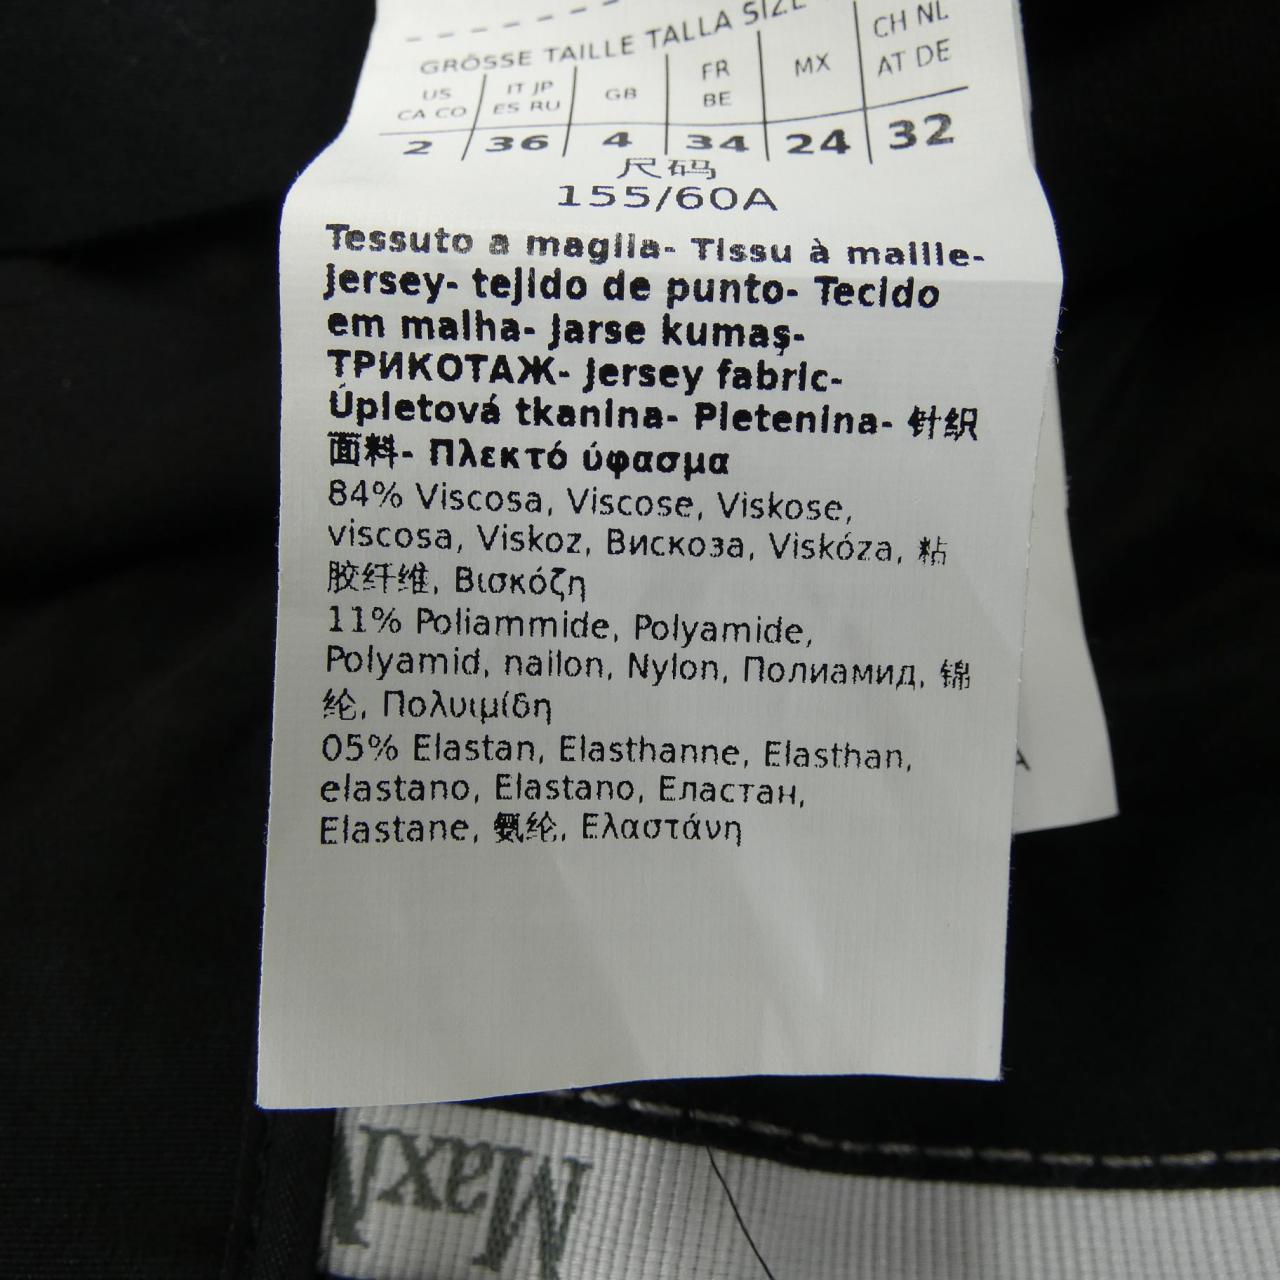 GRÖSSE TAILLE TALLA SIZE
US CA CO | IT JP ES RU | GB | FR BE | MX | CH NL AT DE
2 | 36 | 4 | 34 | 24 | 32
尺码
155/60A
Tessuto a maglia- Tissu à maille-
Jersey- tejido de punto- Tecido
em malha- Jarse kumaş-
ТРИКОТАЖ- Jersey fabric-
Úpletová tkanina- Pletenina- 针织
面料- Πλεκτό ύφασμα
84% Viscosa, Viscose, Viskose,
viscosa, Viskoz, Вискоза, Viskóza, 粘
胶纤维, Βισκόζη
11% Poliammide, Polyamide,
Polyamid, nailon, Nylon, Полиамид, 锦
纶, Πολυιμίδη
05% Elastan, Elasthanne, Elasthan,
elastano, Elastano, Еластан,
Elastane, 氨纶, Ελαστάνη
A
MaxM